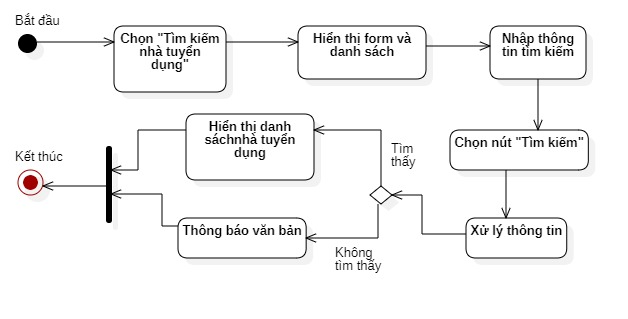 Bắt đầu
Chọn "Tìm kiếm
nhà tuyển
dụng"
Hiển thị form và
danh sách
Nhập thông
tin tìm kiếm
Chọn nút "Tìm kiếm"
Xử lý thông tin
Tìm
thấy
Không
tìm thấy
Hiển thị danh
sáchnhà tuyển
dụng
Thông báo văn bản
Kết thúc